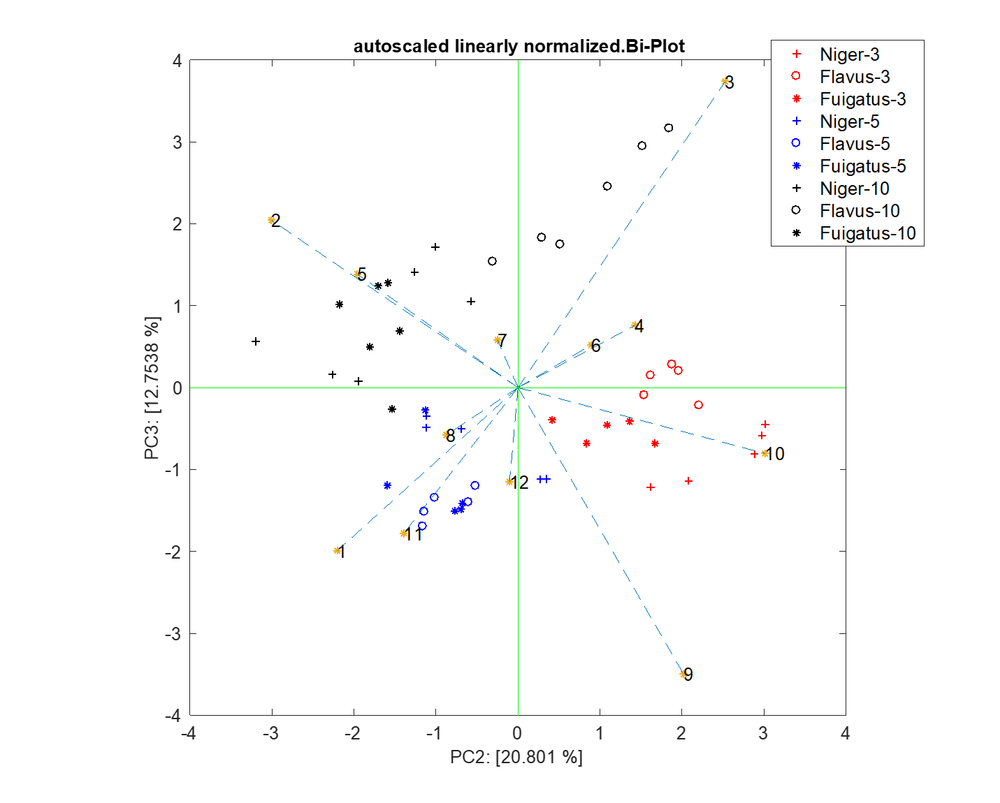 autoscaled linearly normalized.Bi-Plot
Niger-3
Flavus-3
Fuigatus-3
Niger-5
Flavus-5
Fuigatus-5
Niger-10
Flavus-10
Fuigatus-10
4
3
2
1
0
-1
-2
-3
-4
PC3: [12.7538 %]
3
2
5
4
7
6
8
10
12
11
1
9
-4
-3
-2
-1
0
1
2
3
4
PC2: [20.801 %]